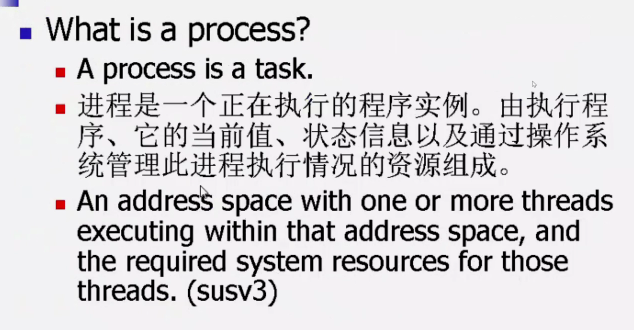 What is a process?
A process is a task.
进程是一个正在执行的程序实例。由执行程
序、它的当前值、状态信息以及通过操作系
统管理此进程执行情况的资源组成。
An address space with one or more threads
executing within that address space, and
the required system resources for those
threads. (susv3)